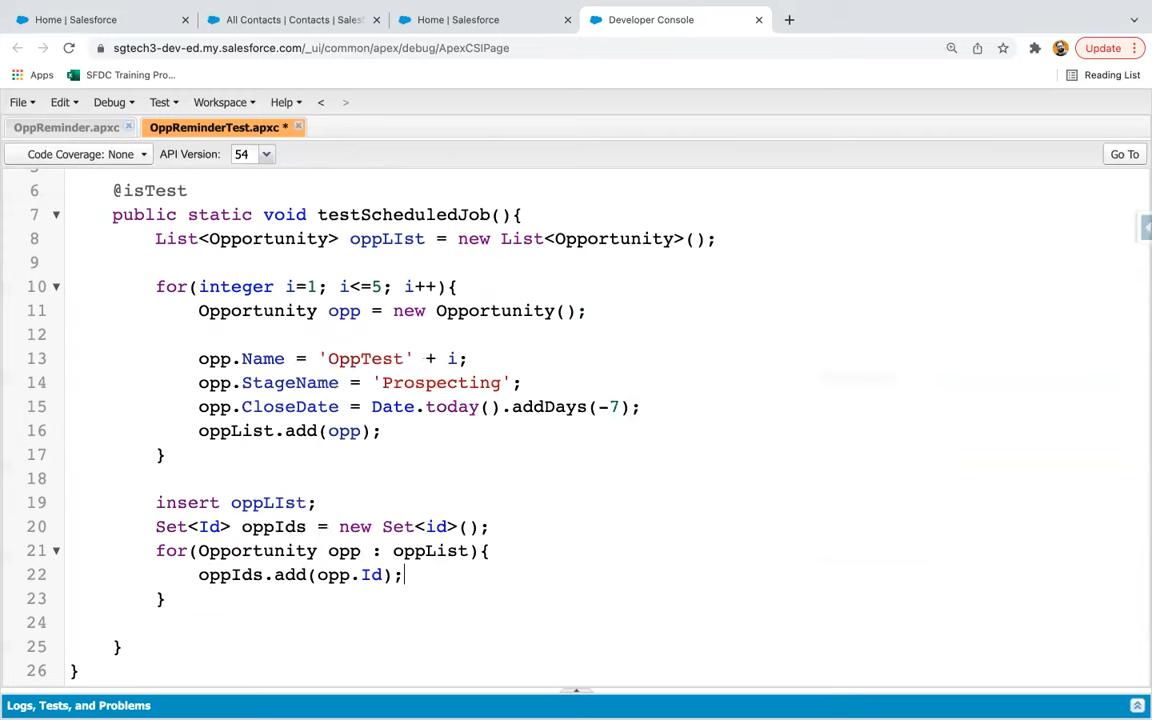 Home | Salesforce
All Contacts | Contacts | Sales
Home | Salesforce
Developer Console
sgtech3-dev-ed.my.salesforce.com/_ui/common/apex/debug/ApexCSIPage
Update
Apps
SFDC Training Pro...
Reading List
File
Edit
Debug
Test
Workspace
Help
<
>
OppReminder.apxc
OppReminderTest.apxc *
Code Coverage: None
API Version:
54
Go To
6 @isTest
7 public static void testScheduledJob(){
8 List<Opportunity> oppLIst = new List<Opportunity>();
9
10 for(integer i=1; i<=5; i++){
11 Opportunity opp = new Opportunity();
12
13 opp.Name = 'OppTest' + i;
14 opp.StageName = 'Prospecting';
15 opp.CloseDate = Date.today().addDays(-7);
16 oppList.add(opp);
17 }
18
19 insert oppLIst;
20 Set<Id> oppIds = new Set<id>();
21 for(Opportunity opp : oppList){
22 oppIds.add(opp.Id);
23 }
24
25 }
26 }
Logs, Tests, and Problems